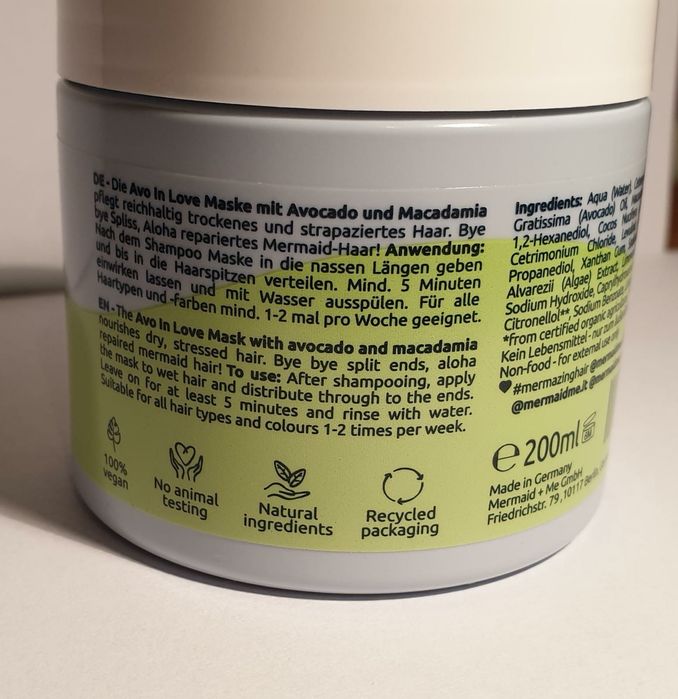 DE - Die Avo In Love Maske mit Avocado und Macadamia
pflegt reichhaltig trockenes und strapaziertes Haar. Bye
bye Spliss, Aloha repariertes Mermaid-Haar! Anwendung:
Nach dem Shampoo Maske in die nassen Längen geben
und bis in die Haarspitzen verteilen. Mind. 5 Minuten
einwirken lassen und mit Wasser ausspülen. Für alle
Haartypen und -farben mind. 1-2 mal pro Woche geeignet.
EN - The Avo In Love Mask with avocado and macadamia
nourishes dry, stressed hair. Bye bye split ends, aloha
repaired mermaid hair! To use: After shampooing, apply
the mask to wet hair and distribute through to the ends.
Leave on for at least 5 minutes and rinse with water.
Suitable for all hair types and colours 1-2 times per week.
100%
vegan
No animal
testing
Natural
ingredients
Recycled
packaging
Ingredients: Aqua (Water),
Gratissima (Avocado) Oil,
1,2-Hexanediol, Cocos
Cetrimonium Chloride,
Propanediol, Xanthan
Alvarezii (Algae) Extract,
Sodium Hydroxide,
Citronellol**, Sodium
*from certified organic
Kein Lebensmittel - nur zum
Non-food - for external use
#mermazinghair
@mermaidme.it
e 200ml
Made in Germany
Mermaid + Me GmbH
Friedrichstr. 79, 10117 Berlin,